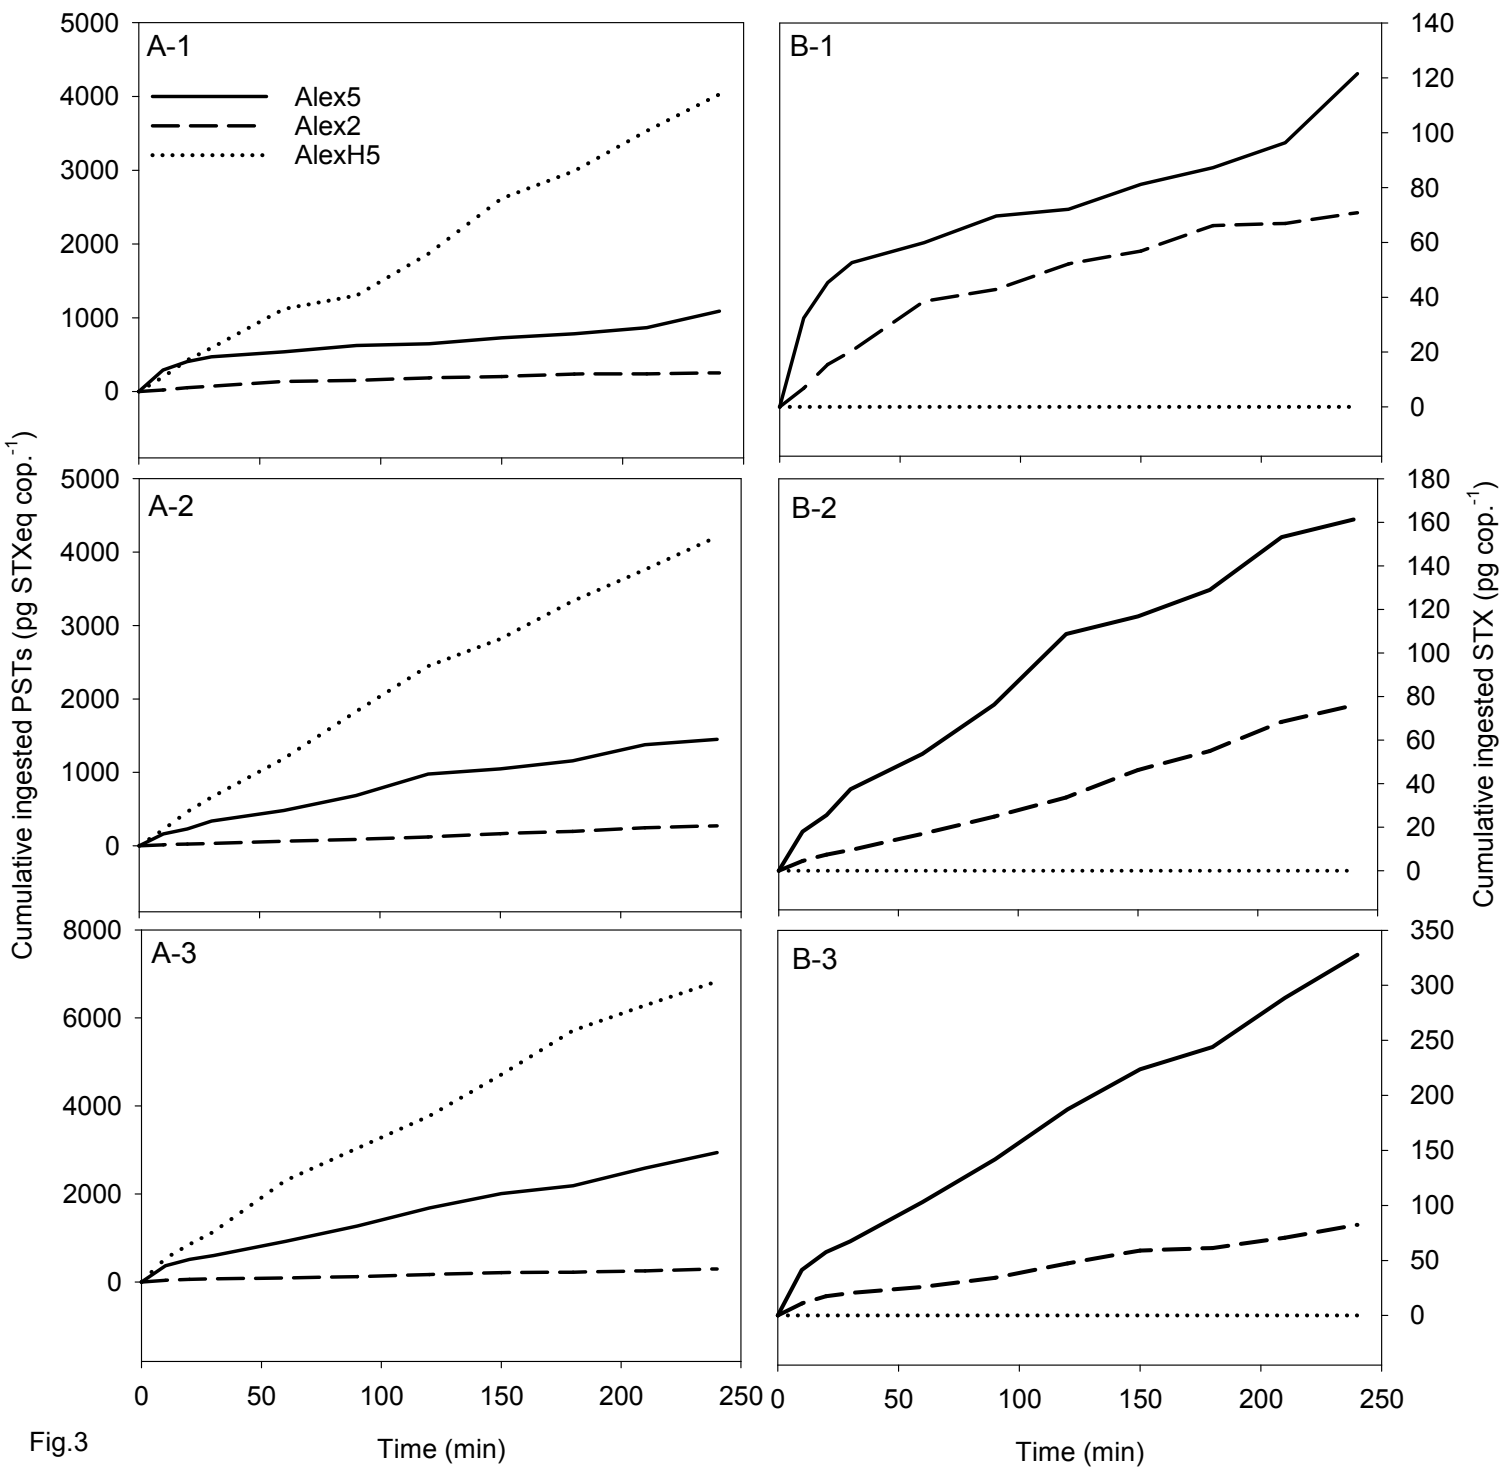 A-1
Alex5
Alex2
AlexH5
5000
4000
3000
2000
1000
0
B-1
140
120
100
80
60
40
20
0
A-2
5000
4000
3000
2000
1000
0
B-2
180
160
140
120
100
80
60
40
20
0
A-3
8000
6000
4000
2000
0
B-3
350
300
250
200
150
100
50
0
Cumulative ingested PSTs (pg STXeq cop.⁻¹)
Cumulative ingested STX (pg cop.⁻¹)
0 50 100 150 200 250
0 50 100 150 200 250
Time (min)
Time (min)
Fig.3